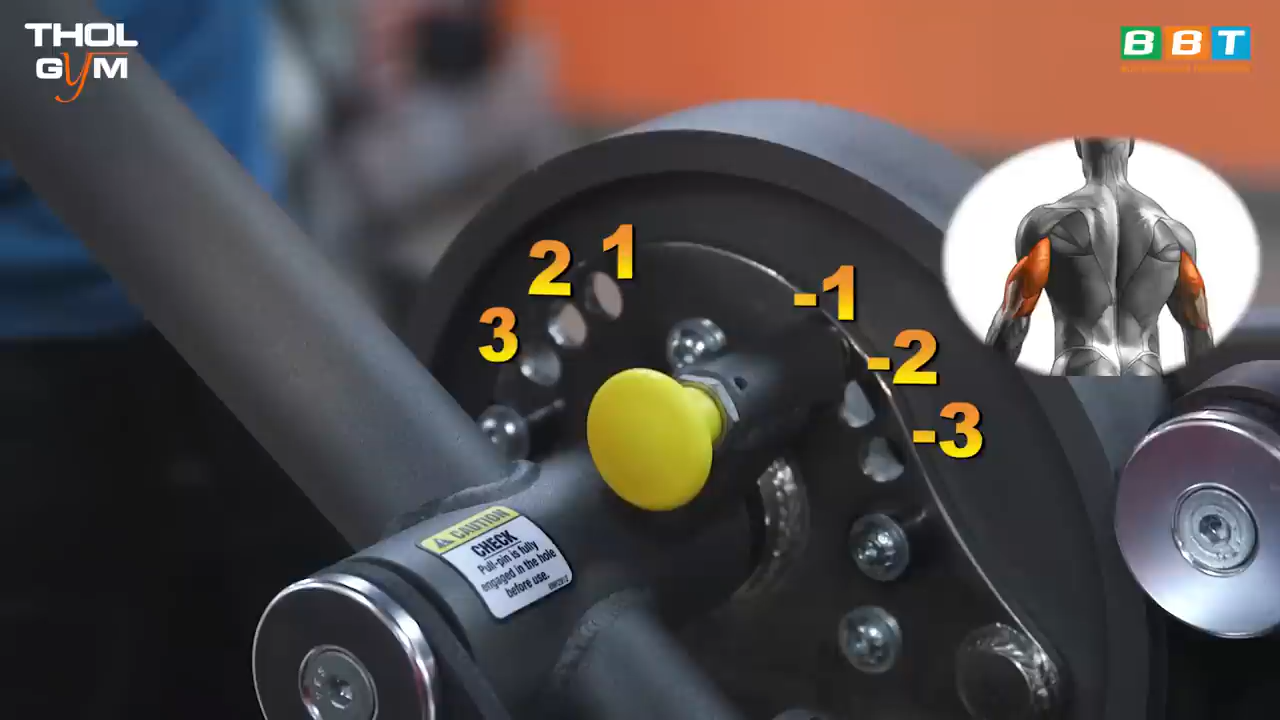 THOL
GyM
BBT
1
2
3
-1
-2
-3
CAUTION
CHECK
Pull-pin is fully
engaged in the hole
before use.